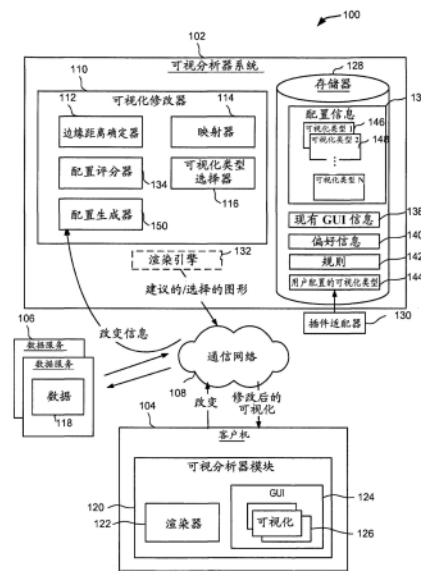 100
102
可视分析器系统
110
可视化修改器
112
边缘距离确定器
114
映射器
配置评分器
134
可视化类型
选择器
116
配置生成器
150
128
存储器
13
配置信息
可视化类型 1
146
可视化类型 2
148
可视化类型 N
现有 GUI 信息
138
偏好信息
140
规则
142
用户配置的可视化类型
144
渲染引擎
132
建议的/选择的图形
插件适配器
130
改变信息
106
数据服务
数据服务
数据
118
通信网络
108
改变
修改后的
可视化
104
客户机
可视分析器模块
120
122
渲染器
GUI
124
可视化
126